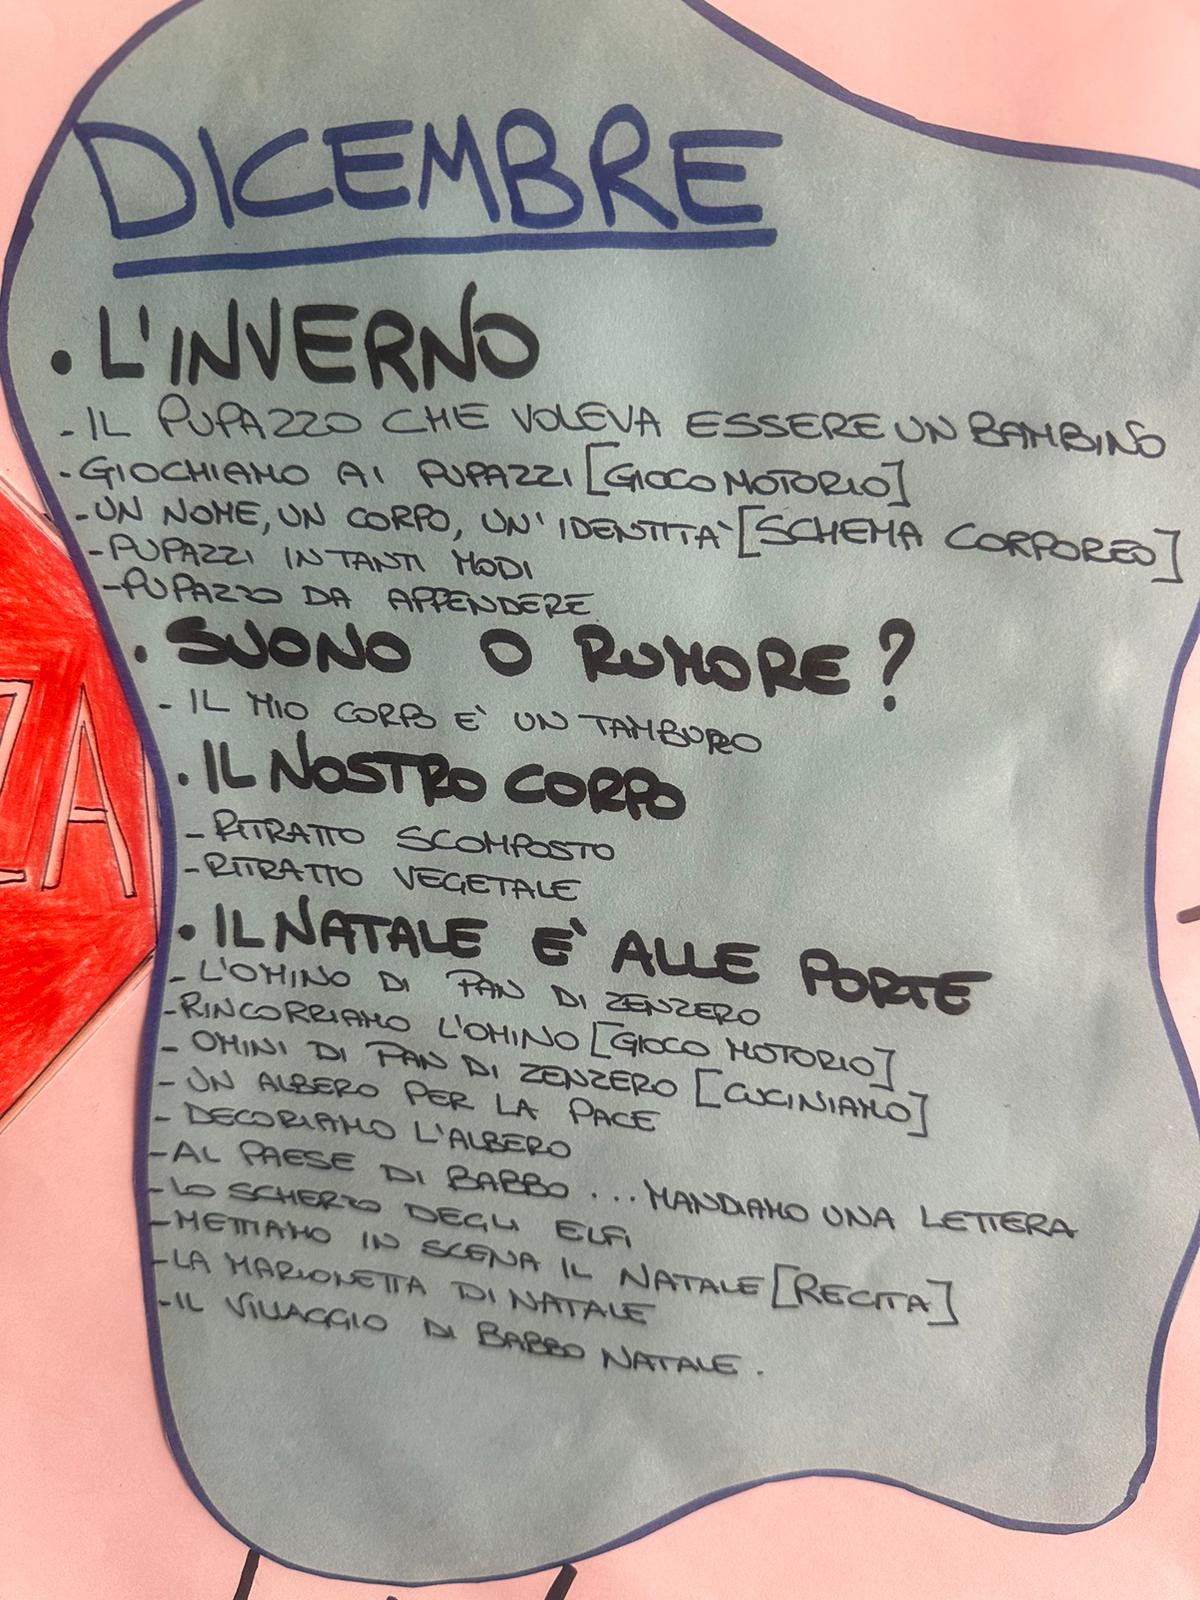 DICEMBRE
• L'INVERNO
- IL PUPAZZO CHE VOLEVA ESSERE UN BAMBINO
- GIOCHIAMO AI PUPAZZI [GIOCO MOTORIO]
- UN NOME, UN CORPO, UN'IDENTITA' [SCHEMA CORPOREO]
- PUPAZZI IN TANTI MODI
- PUPAZZO DA APPENDERE
• SUONO O RUMORE?
- IL MIO CORPO E' UN TAMBURO
• IL NOSTRO CORPO
- RITRATTO SCOMPOSTO
- RITRATTO VEGETALE
• IL NATALE E' ALLE PORTE
- L'OMINO DI PAN DI ZENZERO
- RINCORRIAMO L'OMINO [GIOCO MOTORIO]
- OMINI DI PAN DI ZENZERO [CUCINIAMO]
- UN ALBERO PER LA PACE
- DECORIAMO L'ALBERO
- AL PAESE DI BABBO ... MANDIAMO UNA LETTERA
- LO SCHERZO DEGLI ELFI
- METTIAMO IN SCENA IL NATALE [RECITA]
- LA MARIONETTA DI NATALE
- IL VILLAGGIO DI BABBO NATALE.
ZA